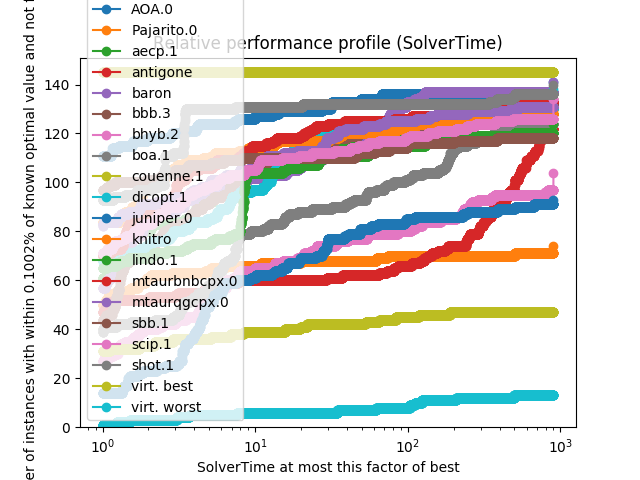 Relative performance profile (SolverTime)
er of instances with within 0.1002% of known optimal value and not
AOA.0
Pajarito.0
aecp.1
antigone
baron
bbb.3
bhyb.2
boa.1
couenne.1
dicopt.1
juniper.0
knitro
lindo.1
mtaurbnbcpx.0
mtaurqgcpx.0
sbb.1
scip.1
shot.1
virt. best
virt. worst
140
120
100
80
60
40
20
0
10⁰ 10¹ 10² 10³
SolverTime at most this factor of best